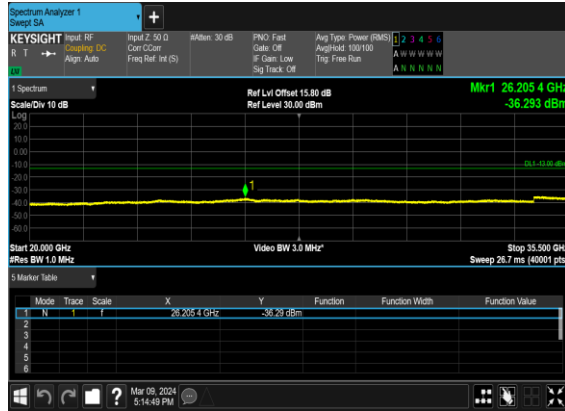 Spectrum Analyzer 1
Swept SA
+
KEYSIGHT Input: RF Input Z: 50 Ω #Atten: 30 dB PNO: Fast Avg Type: Power (RMS) 1 2 3 4 5 6
R T Coupling: DC Corr CCorr Gate: Off Avg|Hold: 100/100 A W W W W W
Align: Auto Freq Ref: Int (S) IF Gain: Low Trig: Free Run
Sig Track: Off A N N N N N
1 Spectrum Ref Lvl Offset 15.80 dB Mkr1 26.205 4 GHz
Scale/Div 10 dB Ref Level 30.00 dBm -36.293 dBm
Log
20.0
10.0
0.00
-10.0
DL1 -13.00 dBm
-20.0
-30.0
1
-40.0
-50.0
-60.0
Start 20.000 GHz Video BW 3.0 MHz* Stop 35.500 GHz
#Res BW 1.0 MHz Sweep 26.7 ms (40001 pts)
5 Marker Table
Mode Trace Scale X Y Function Function Width Function Value
1 N 1 f 26.205 4 GHz -36.29 dBm
2
3
4
5
6
? Mar 09, 2024
5:14:49 PM